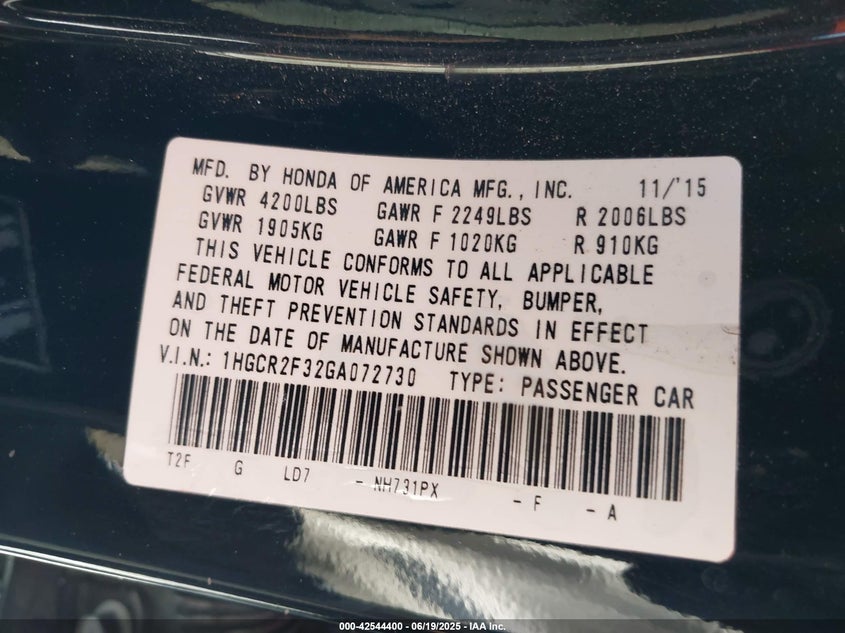 MFD. BY HONDA OF AMERICA MFG., INC. 11/'15
GVWR 4200LBS GAWR F 2249LBS R 2006LBS
GVWR 1905KG GAWR F 1020KG R 910KG
THIS VEHICLE CONFORMS TO ALL APPLICABLE
FEDERAL MOTOR VEHICLE SAFETY, BUMPER,
AND THEFT PREVENTION STANDARDS IN EFFECT
ON THE DATE OF MANUFACTURE SHOWN ABOVE.
V.I.N.: 1HGCR2F32GA072730 TYPE: PASSENGER CAR
T2F G LD7 - NH731PX - F - A
000-42544400 - 06/19/2025 - IAA Inc.